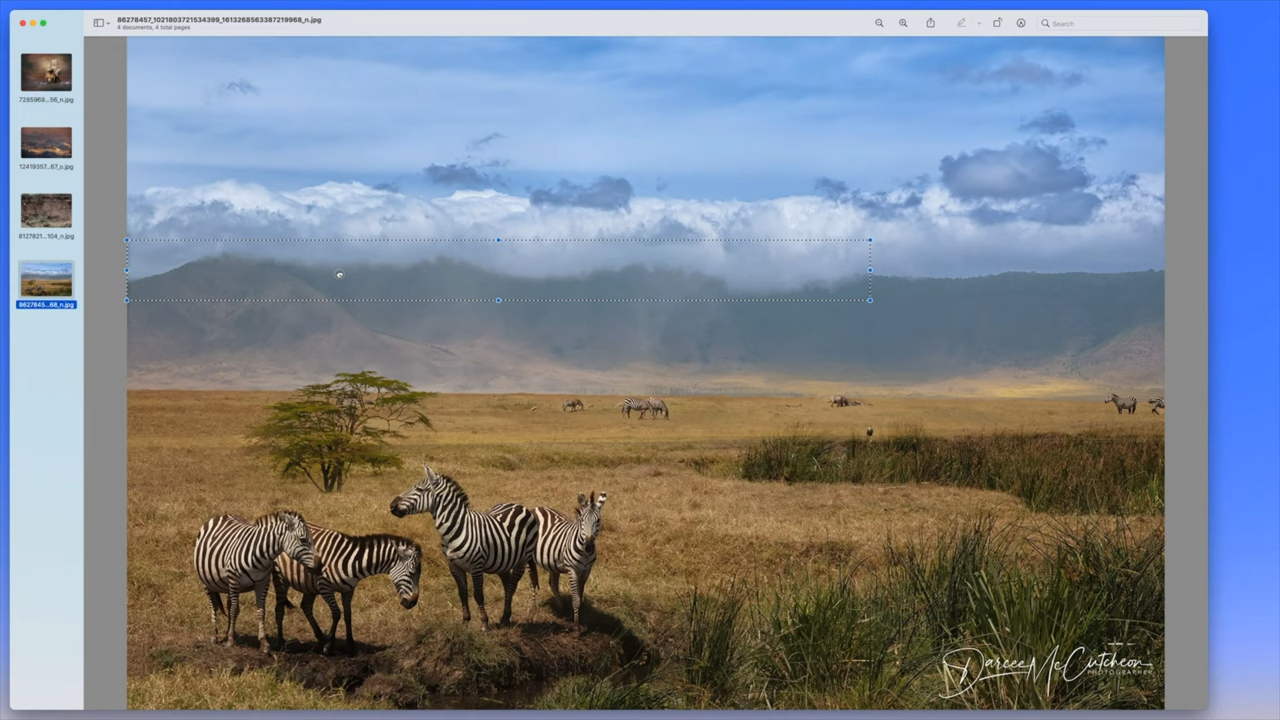 86278457_1021803721534399_1613268563387219968_n.jpg
4 documents, 4 total pages
Search
7285969...56_n.jpg
12419357...67_o.jpg
8127821...104_n.jpg
8627845...68_n.jpg
Darcee McCutcheon
PHOTOGRAPHER